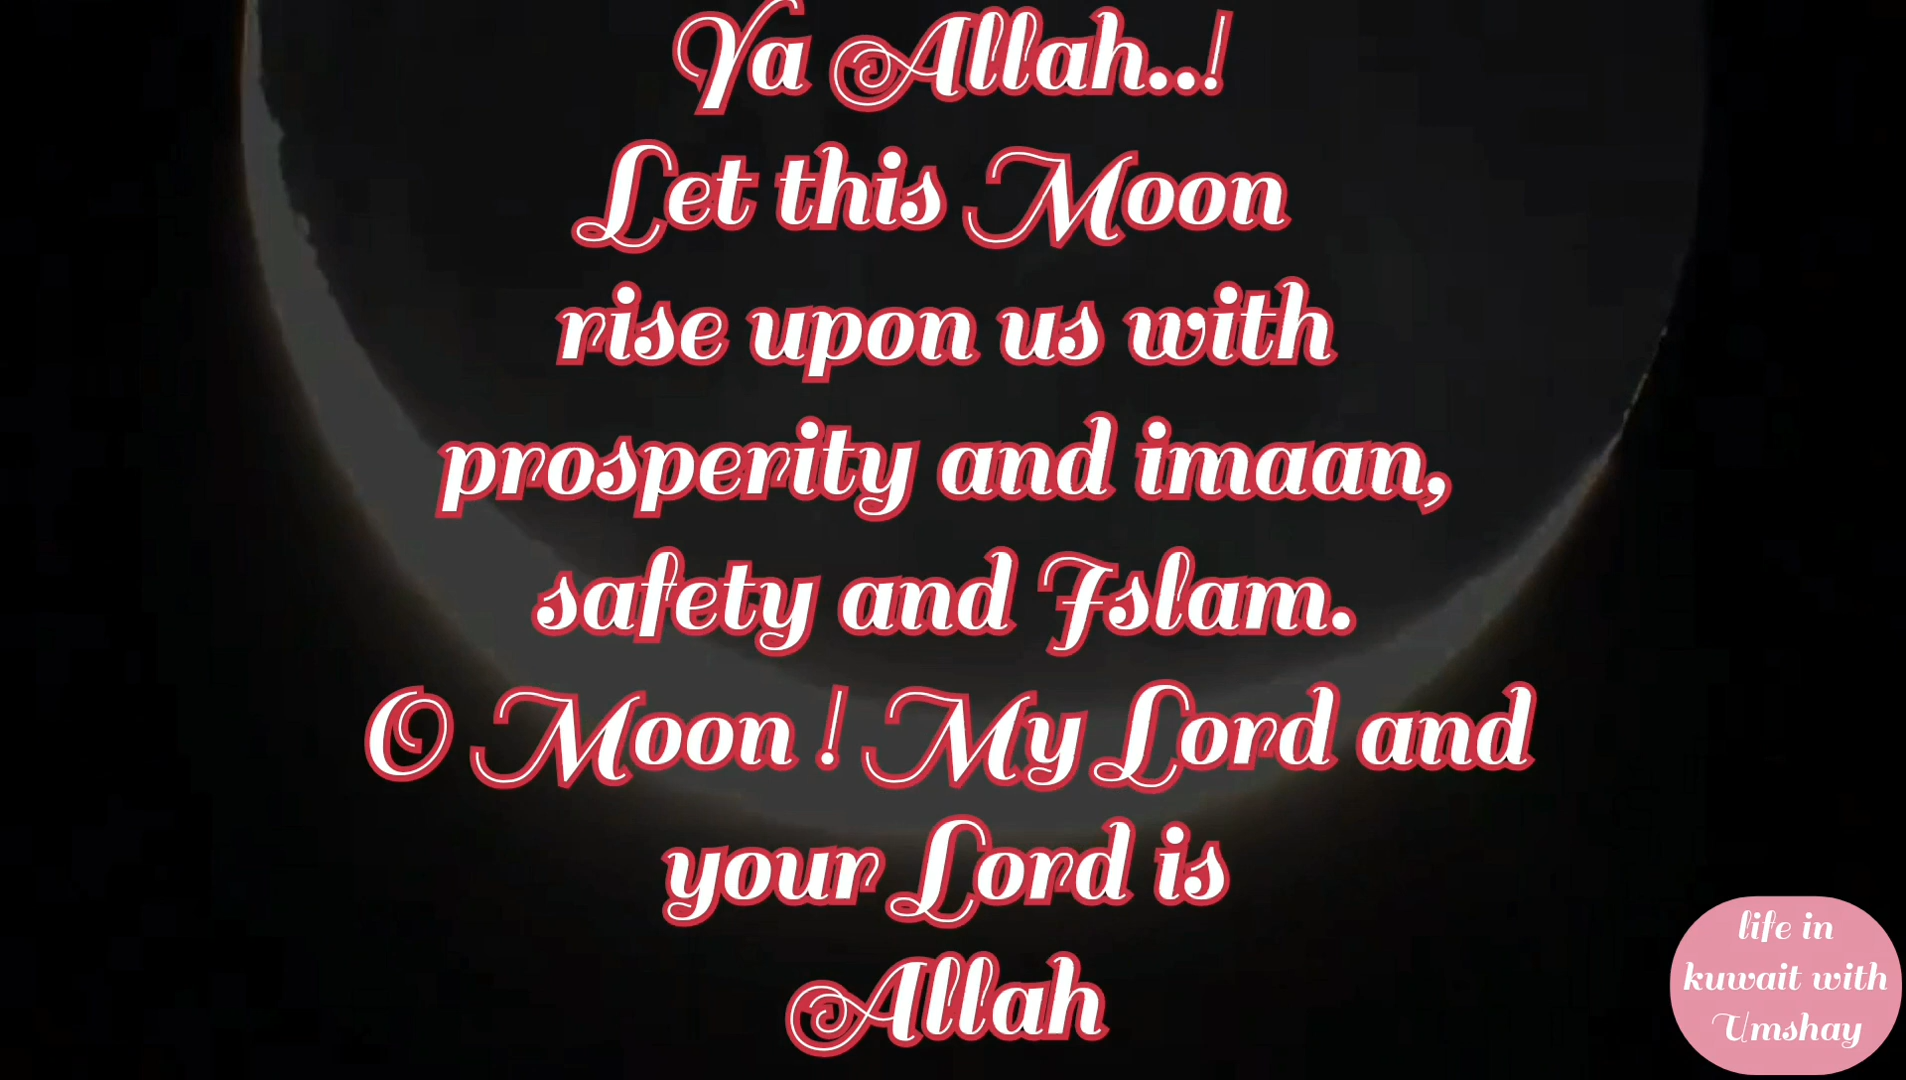 Ya Allah..!
Let this Moon
rise upon us with
prosperity and imaan,
safety and Islam.
O Moon ! My Lord and
your Lord is
Allah
life in
kuwait with
Umshay